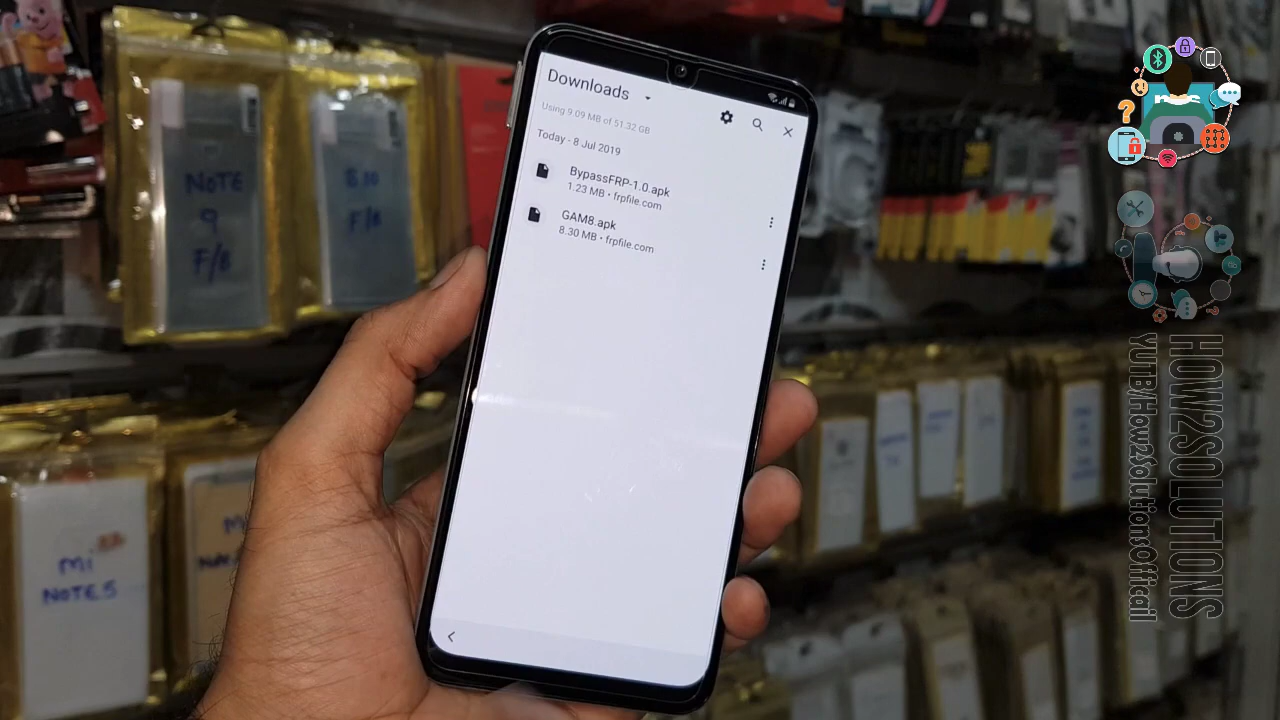 Downloads
Using 9.09 MB of 51.32 GB
Today - 8 Jul 2019
BypassFRP-1.0.apk
1.23 MB • frpfile.com
GAM8.apk
8.30 MB • frpfile.com
NOTE
9
F/B
F/B
Mi
NOTE.5
HOW2SOLUTIONS
YUTB/How2SolutionsOfficail